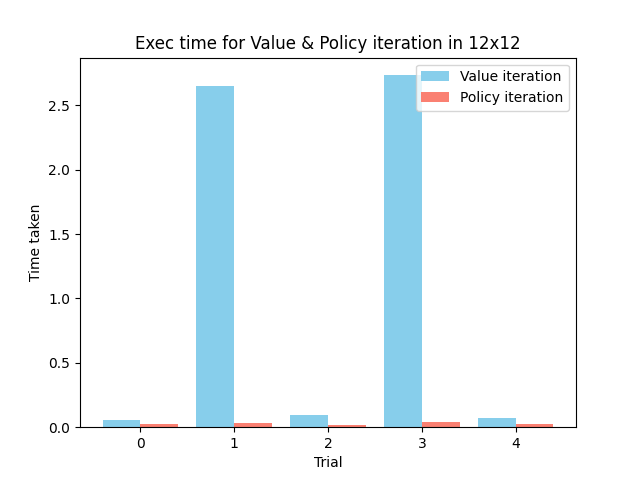 Exec time for Value & Policy iteration in 12x12
Value iteration
Policy iteration
2.5
2.0
1.5
1.0
0.5
0.0
Time taken
0 1 2 3 4
Trial